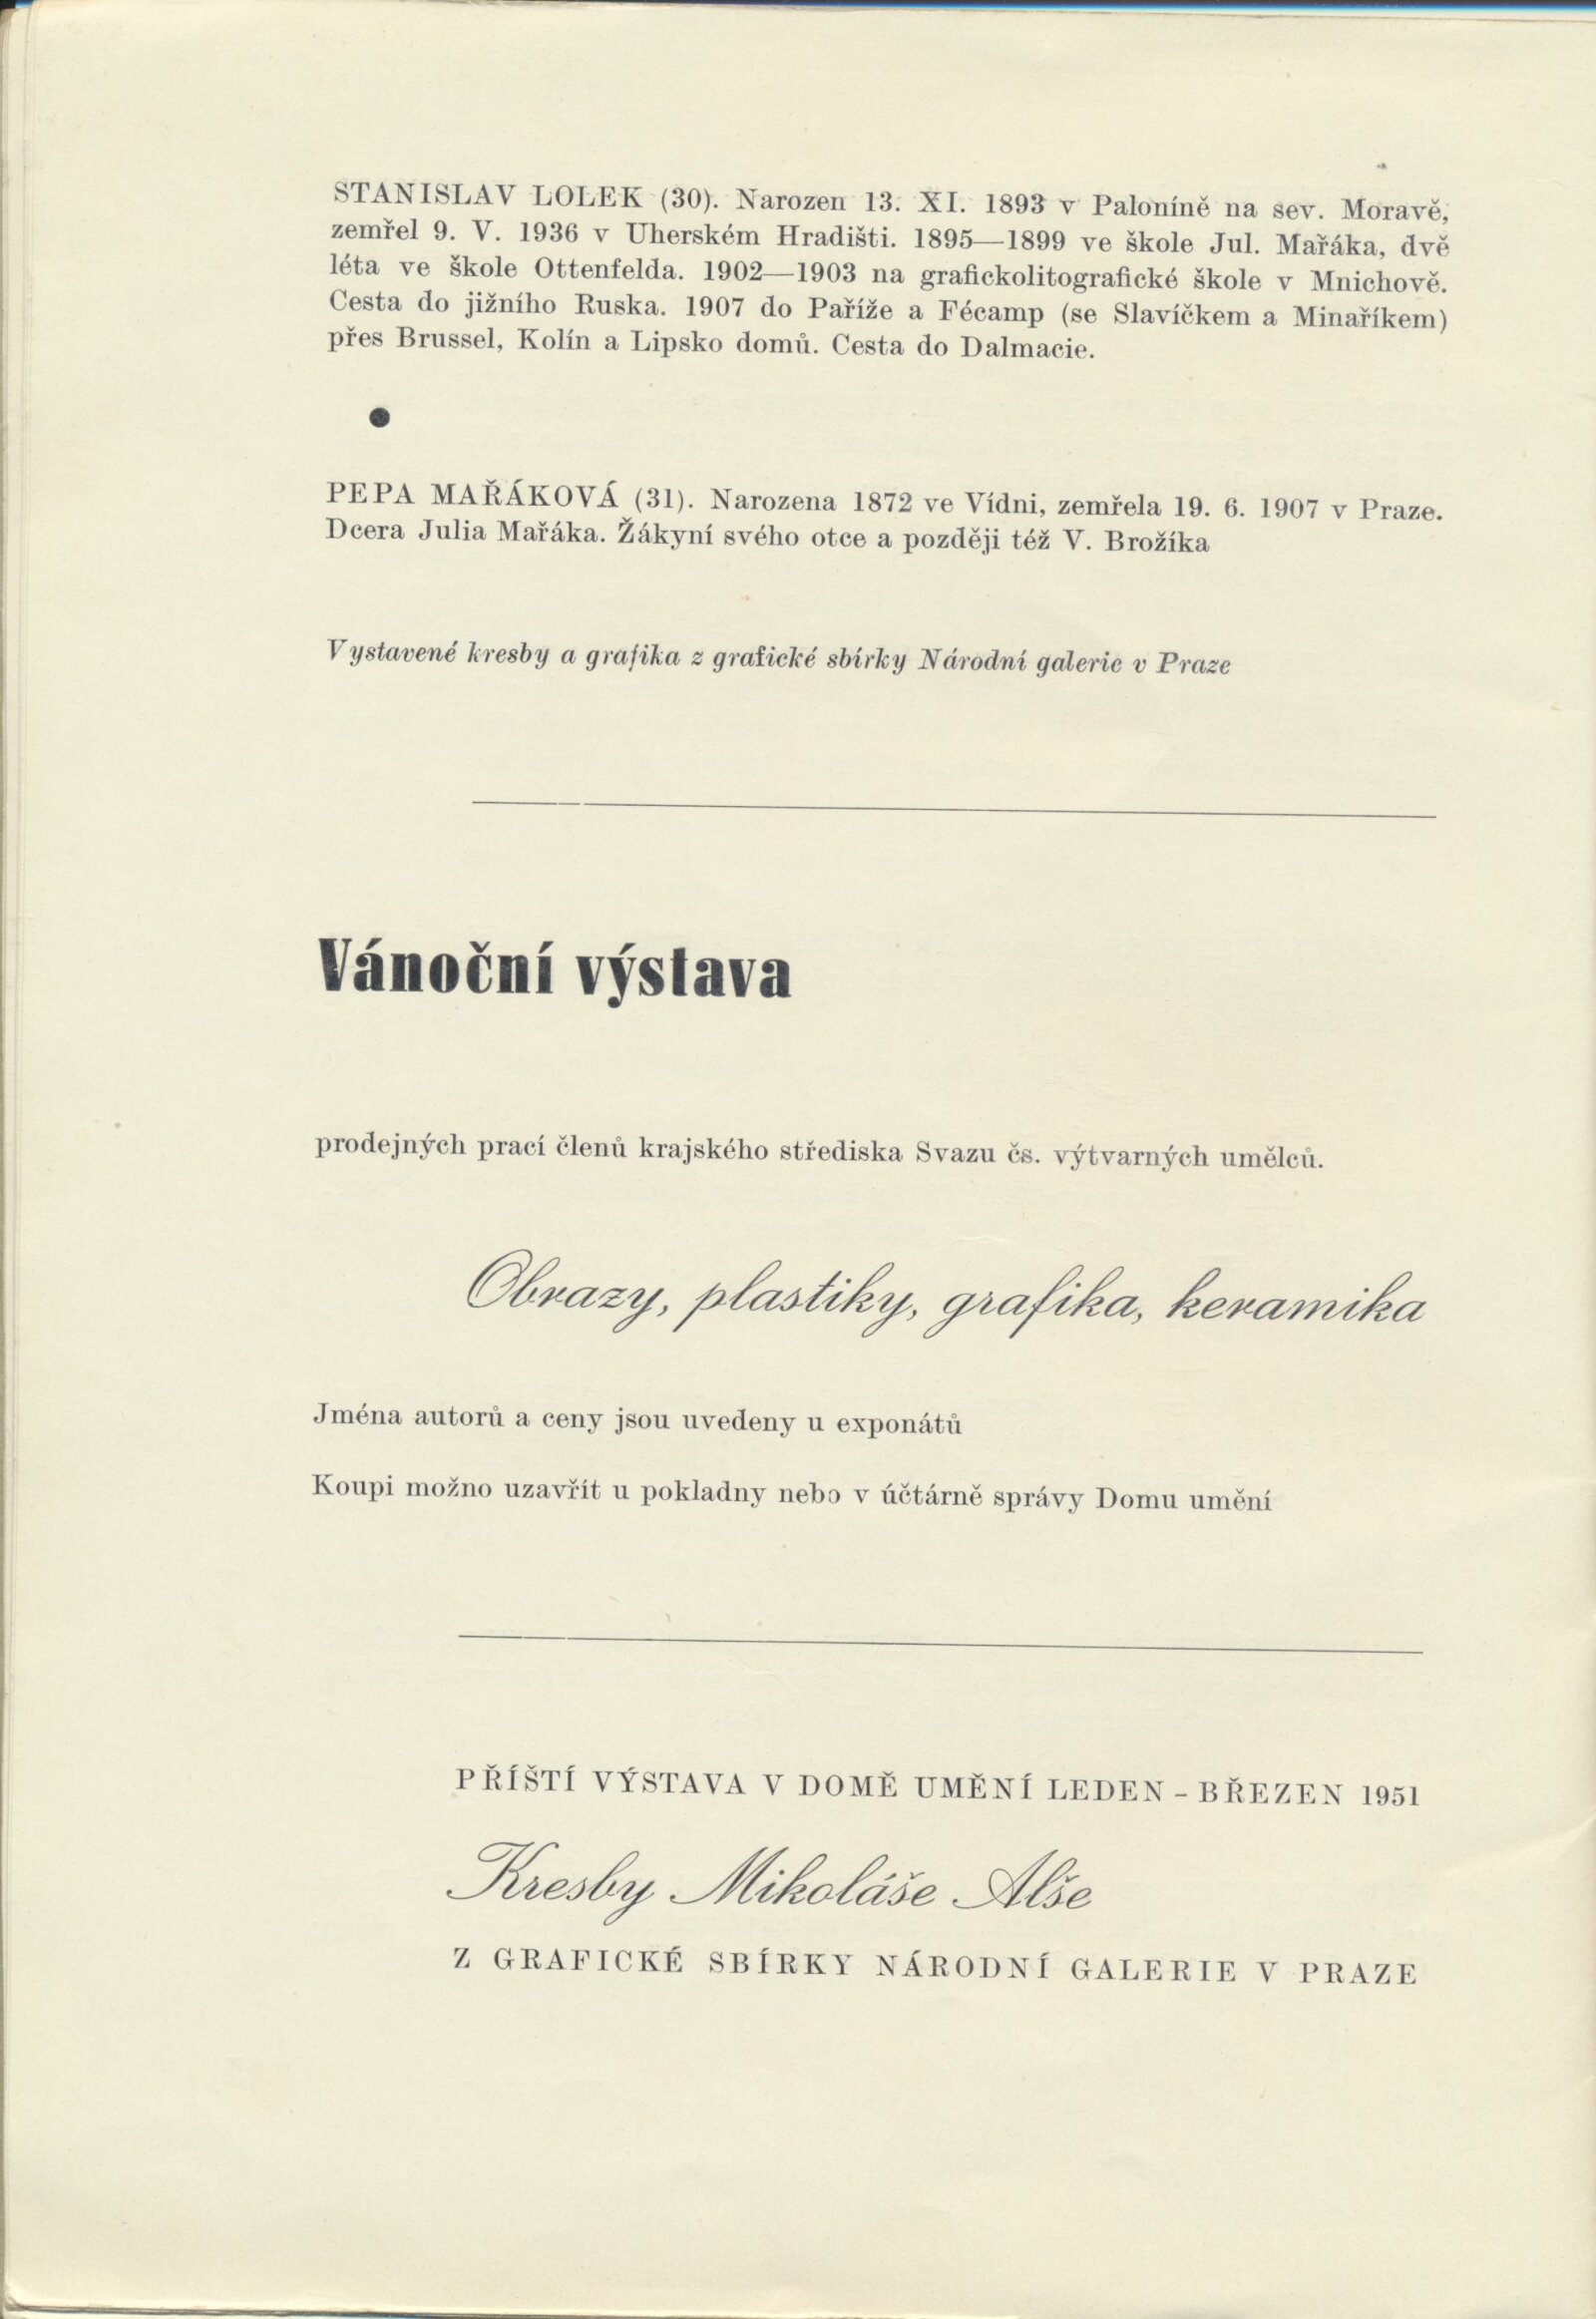 STANISLAV LOLEK (30). Narozen 13. XI. 1893 v Paloníně na sev. Moravě,
zemřel 9. V. 1936 v Uherském Hradišti. 1895—1899 ve škole Jul. Mařáka, dvě
léta ve škole Ottenfelda. 1902—1903 na grafickolitografické škole v Mnichově.
Cesta do jižního Ruska. 1907 do Paříže a Fécamp (se Slavíčkem a Minaříkem)
přes Brussel, Kolín a Lipsko domů. Cesta do Dalmacie.
PEPA MAŘÁKOVÁ (31). Narozena 1872 ve Vídni, zemřela 19. 6. 1907 v Praze.
Dcera Julia Mařáka. Žákyní svého otce a později též V. Brožíka
Vystavené kresby a grafika z grafické sbírky Národní galerie v Praze
Vánoční výstava
prodejných prací členů krajského střediska Svazu čs. výtvarných umělců.
Obrazy, plastiky, grafika, keramika
Jména autorů a ceny jsou uvedeny u exponátů
Koupi možno uzavřít u pokladny nebo v účtárně správy Domu umění
PŘÍŠTÍ VÝSTAVA V DOMĚ UMĚNÍ LEDEN - BŘEZEN 1951
Kresby Mikoláše Alše
Z GRAFICKÉ SBÍRKY NÁRODNÍ GALERIE V PRAZE